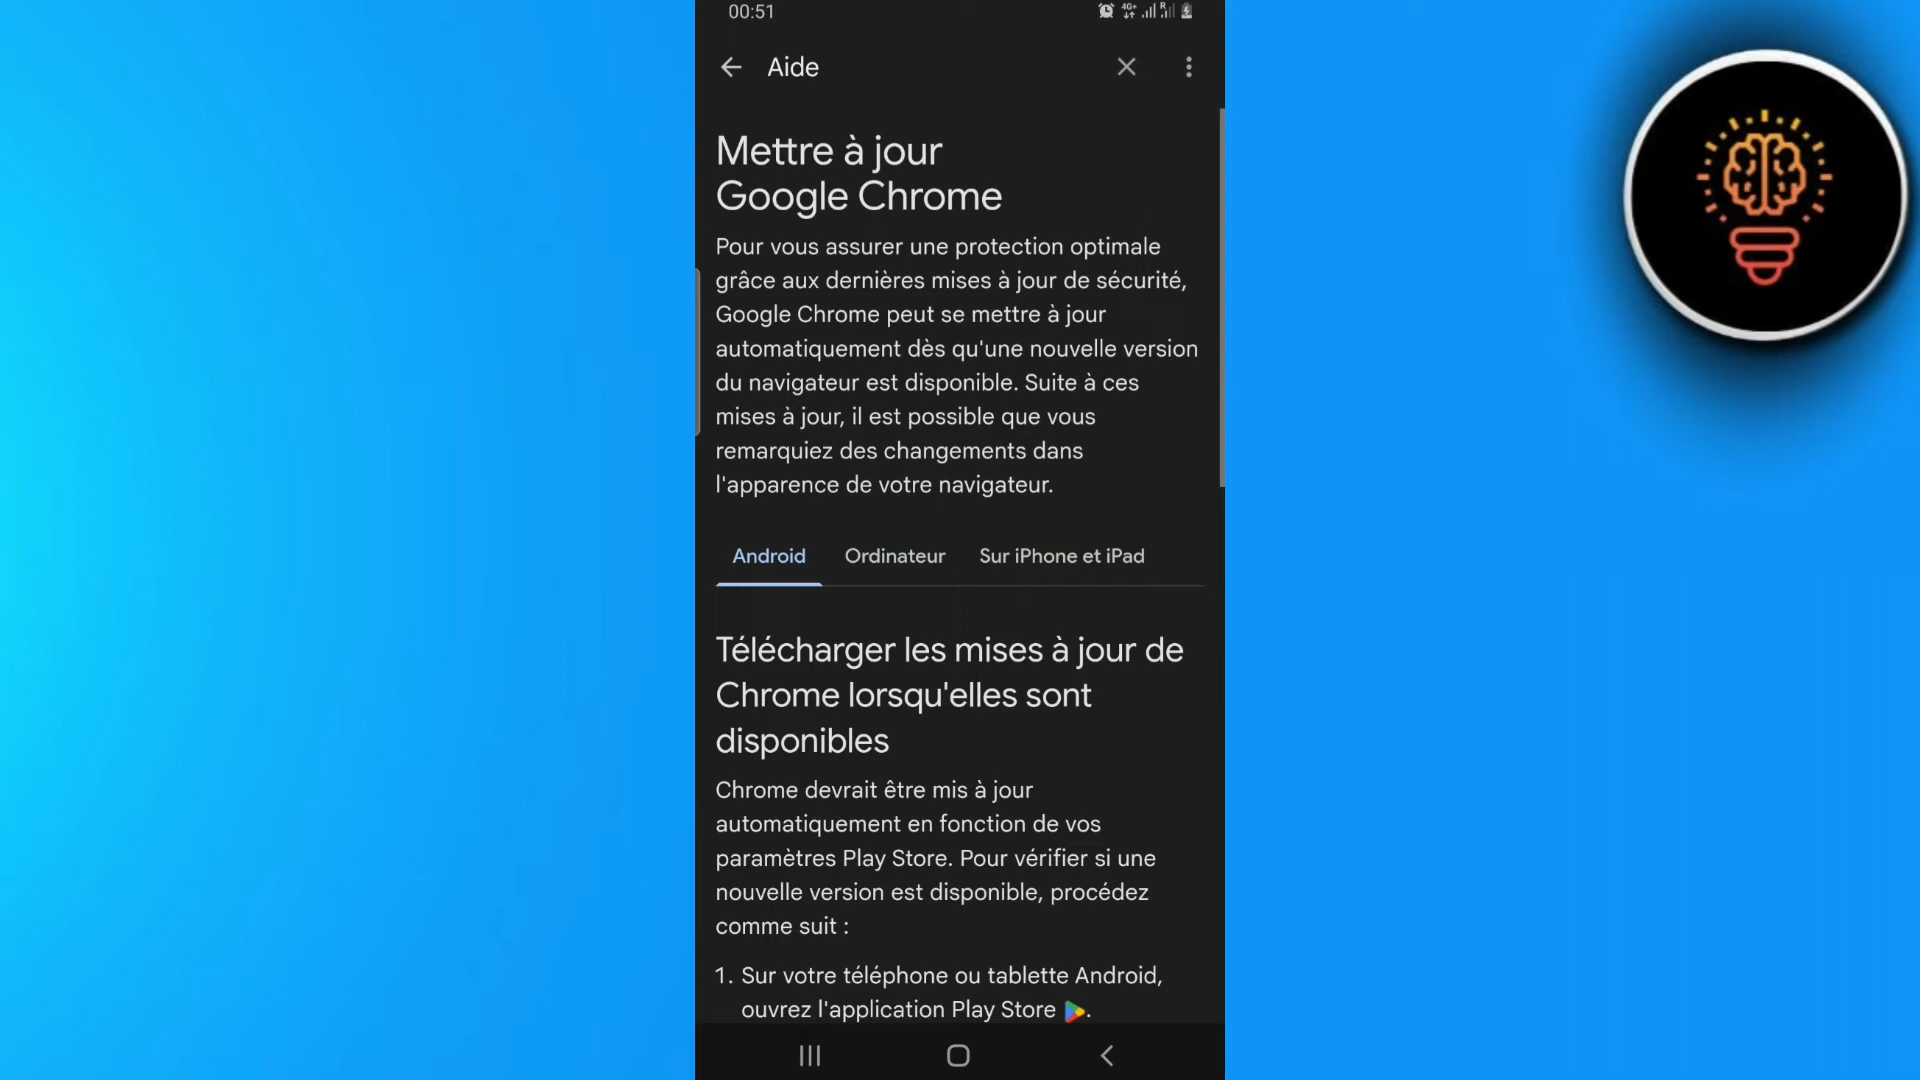 00:51
4G+
R
Aide
Mettre à jour
Google Chrome
Pour vous assurer une protection optimale
grâce aux dernières mises à jour de sécurité,
Google Chrome peut se mettre à jour
automatiquement dès qu'une nouvelle version
du navigateur est disponible. Suite à ces
mises à jour, il est possible que vous
remarquiez des changements dans
l'apparence de votre navigateur.
Android Ordinateur Sur iPhone et iPad
Télécharger les mises à jour de
Chrome lorsqu'elles sont
disponibles
Chrome devrait être mis à jour
automatiquement en fonction de vos
paramètres Play Store. Pour vérifier si une
nouvelle version est disponible, procédez
comme suit :
1. Sur votre téléphone ou tablette Android,
ouvrez l'application Play Store .